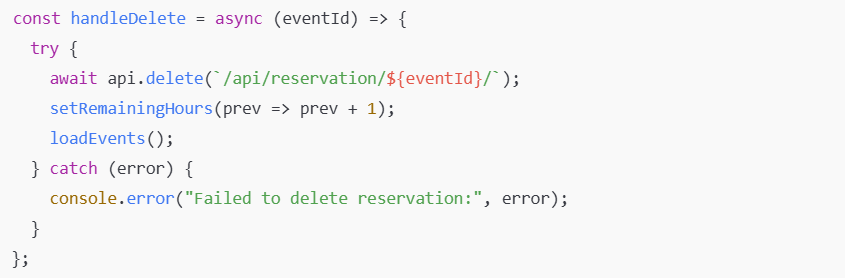 const handleDelete = async (eventId) => {
  try {
    await api.delete(`/api/reservation/${eventId}/`);
    setRemainingHours(prev => prev + 1);
    loadEvents();
  } catch (error) {
    console.error("Failed to delete reservation:", error);
  }
};